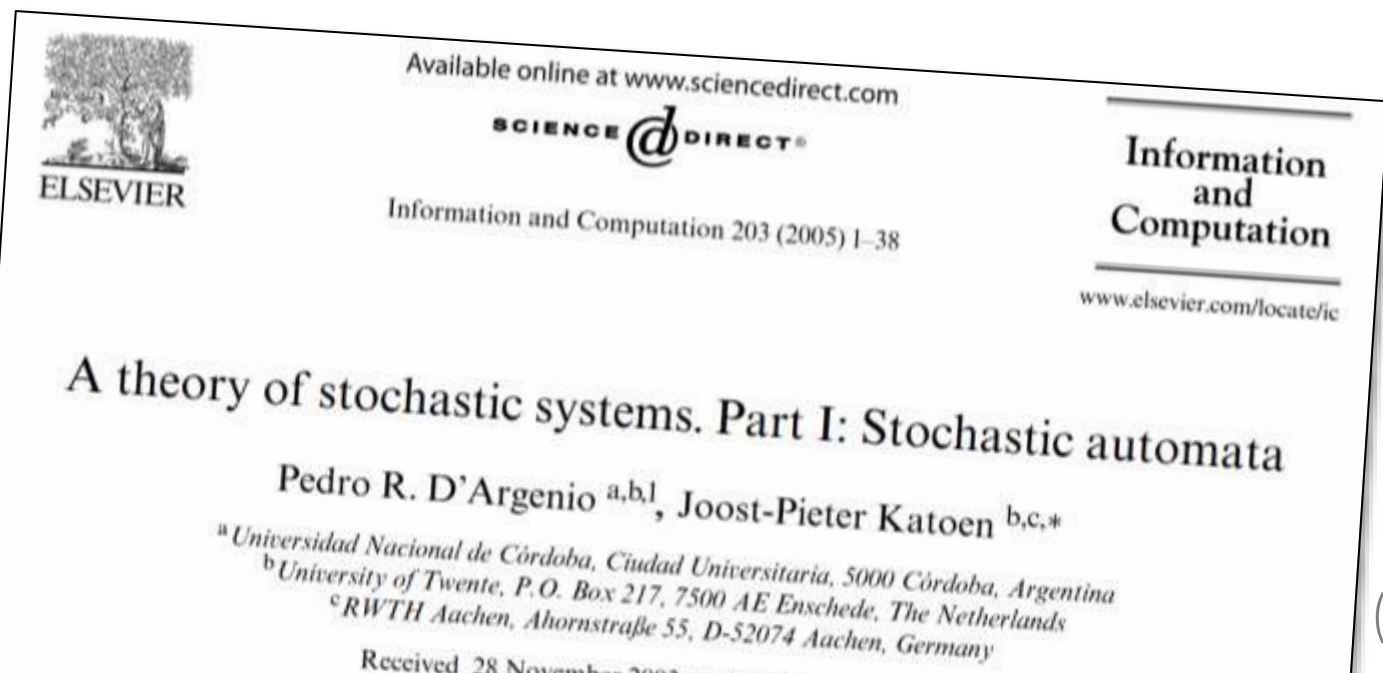 ELSEVIER
Available online at www.sciencedirect.com
SCIENCE @ DIRECT®
Information and Computation 203 (2005) 1–38
Information
and
Computation
www.elsevier.com/locate/ic
A theory of stochastic systems. Part I: Stochastic automata
Pedro R. D'Argenio a,b,1, Joost-Pieter Katoen b,c,*
a Universidad Nacional de Córdoba, Ciudad Universitaria, 5000 Córdoba, Argentina
b University of Twente, P.O. Box 217, 7500 AE Enschede, The Netherlands
c RWTH Aachen, Ahornstraße 55, D-52074 Aachen, Germany
Received 28 November